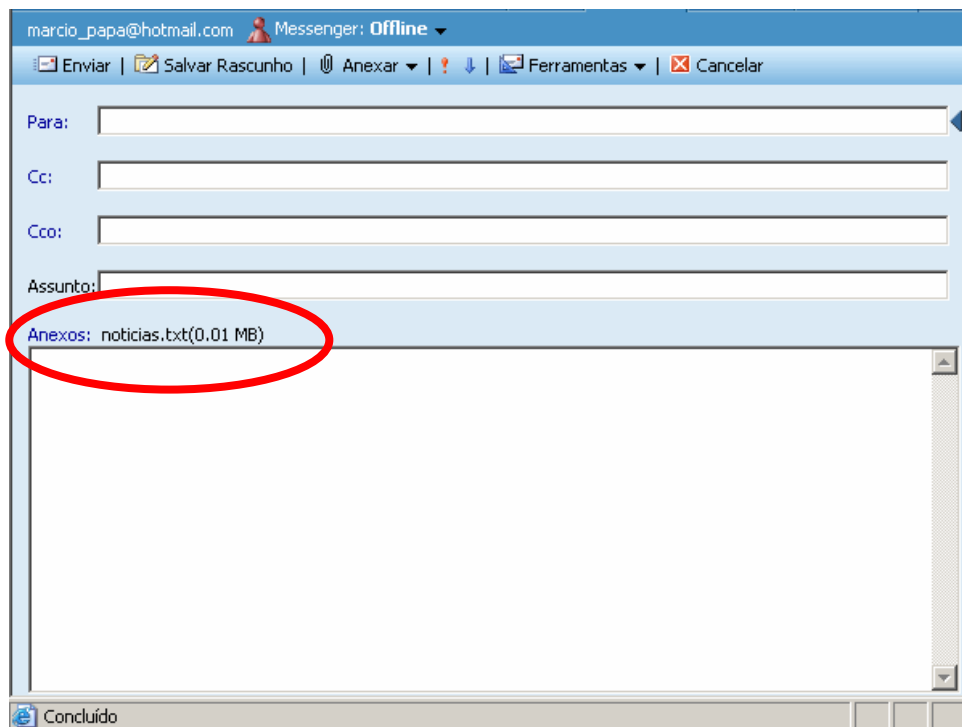 marcio_papa@hotmail.com Messenger: Offline
Enviar | Salvar Rascunho | Anexar | | Ferramentas | Cancelar
Para:
Cc:
Cco:
Assunto:
Anexos: noticias.txt(0.01 MB)
Concluído